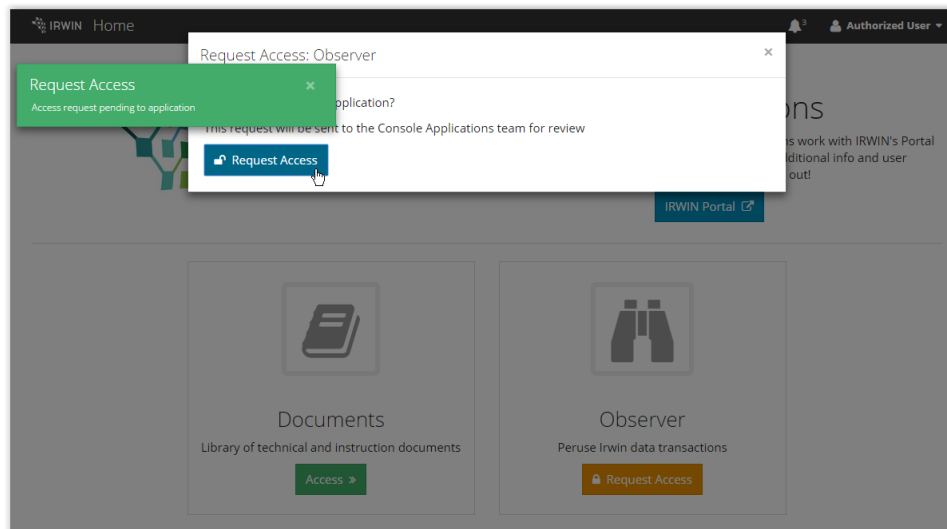 IRWIN Home
3
Authorized User
Request Access: Observer
×
Request Access
×
Access request pending to application
pplication?
This request will be sent to the Console Applications team for review
Request Access
ons
is work with IRWIN's Portal
dditional info and user
out!
IRWIN Portal
Documents
Library of technical and instruction documents
Access »
Observer
Peruse Irwin data transactions
Request Access